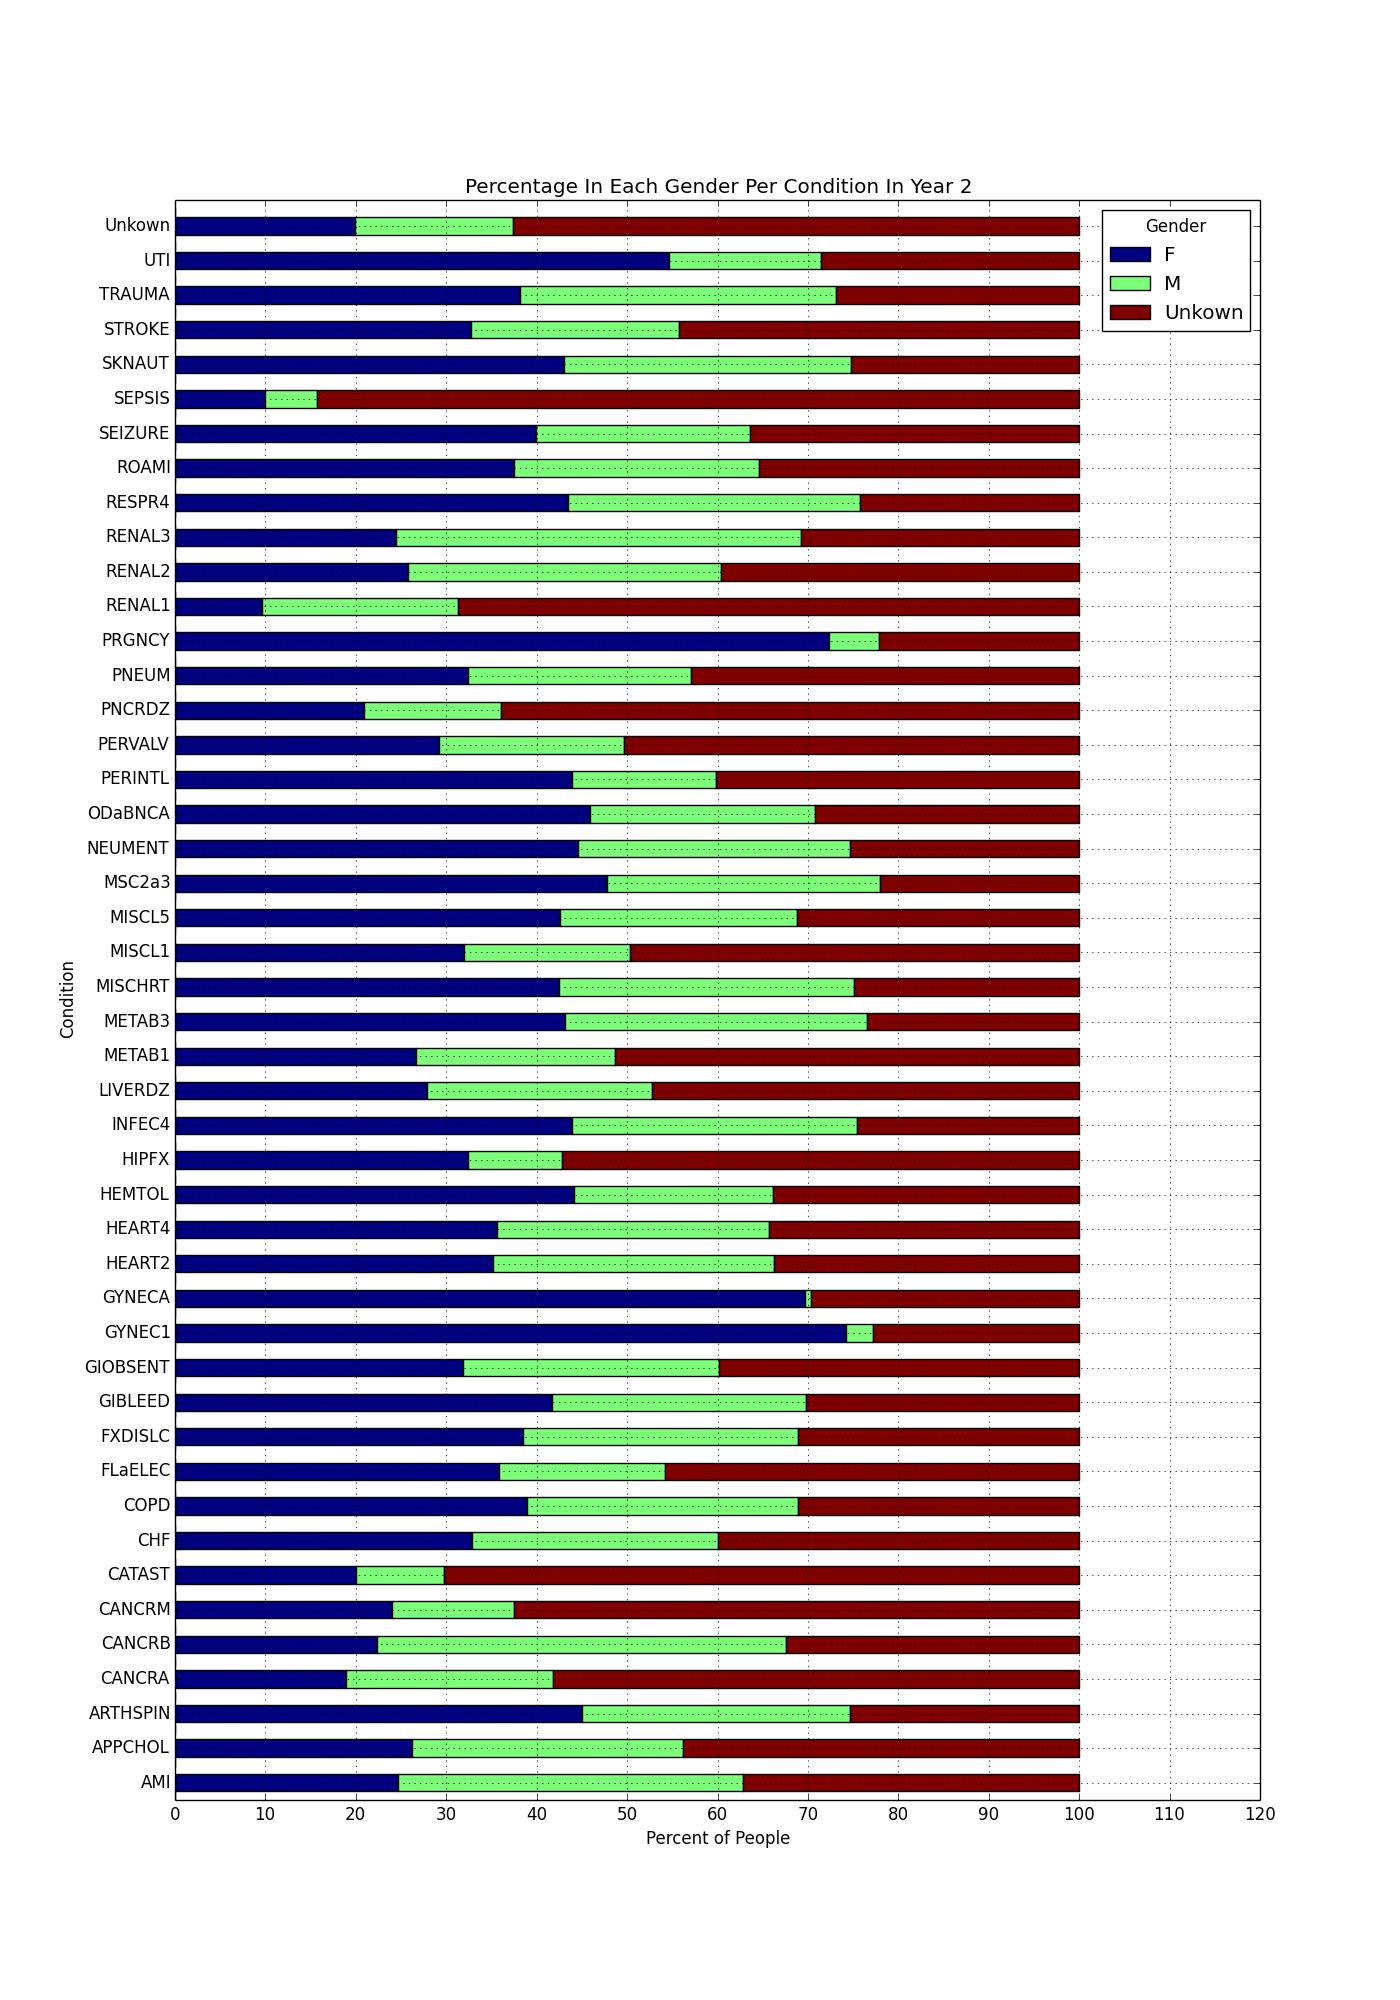 Percentage In Each Gender Per Condition In Year 2
Gender
F
M
Unkown
Condition
Unkown
UTI
TRAUMA
STROKE
SKNAUT
SEPSIS
SEIZURE
ROAMI
RESPR4
RENAL3
RENAL2
RENAL1
PRGNCY
PNEUM
PNCRDZ
PERVALV
PERINTL
ODaBNCA
NEUMENT
MSC2a3
MISCL5
MISCL1
MISCHRT
METAB3
METAB1
LIVERDZ
INFEC4
HIPFX
HEMTOL
HEART4
HEART2
GYNECA
GYNEC1
GIOBSENT
GIBLEED
FXDISLC
FLaELEC
COPD
CHF
CATAST
CANCRM
CANCRB
CANCRA
ARTHSPIN
APPCHOL
AMI
0 10 20 30 40 50 60 70 80 90 100 110 120
Percent of People